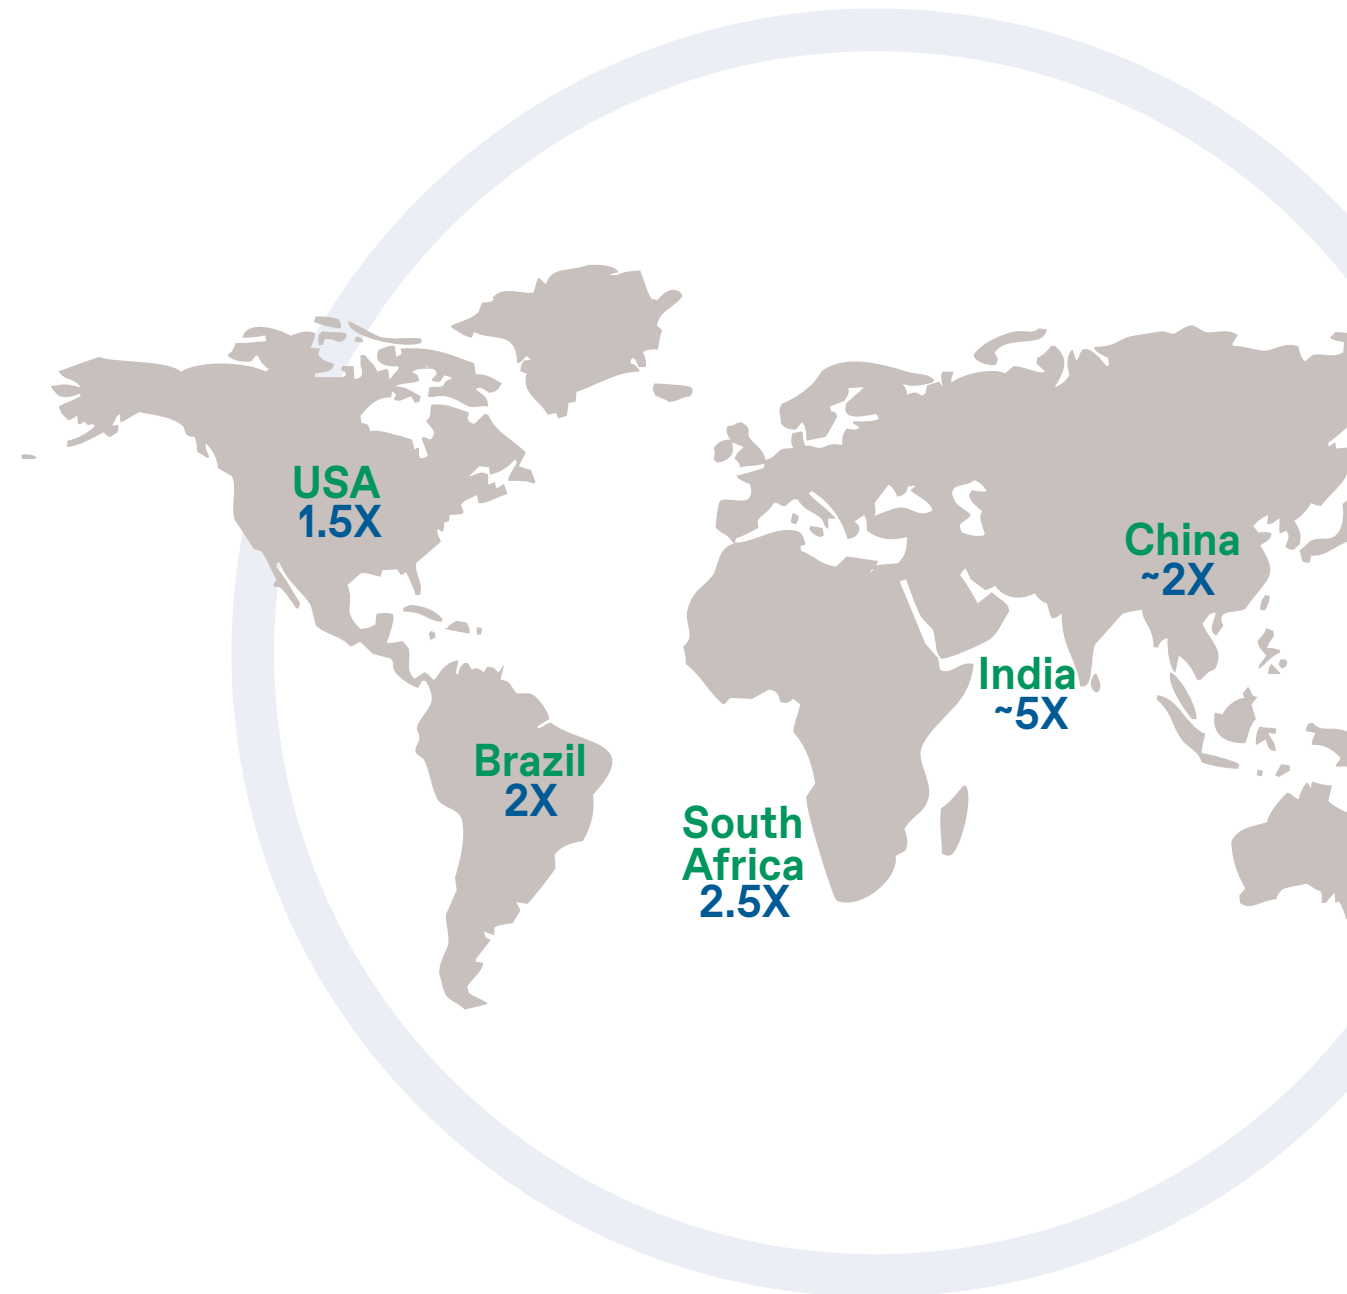 USA
1.5X
China
~2X
India
~5X
Brazil
2X
South
Africa
2.5X